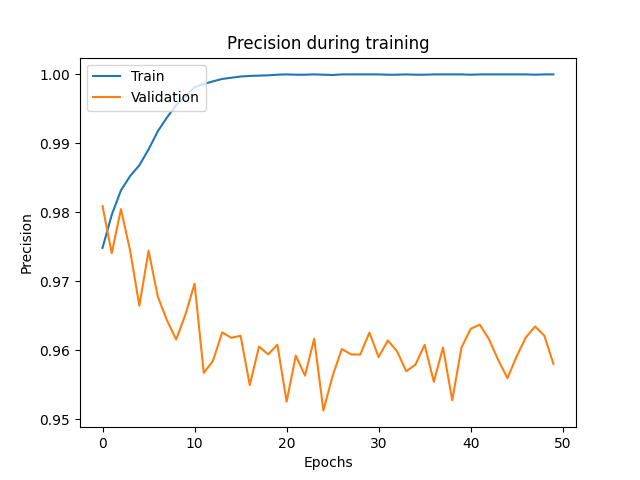 Precision during training
Train
Validation
1.00
0.99
0.98
0.97
0.96
0.95
Precision
0 10 20 30 40 50
Epochs